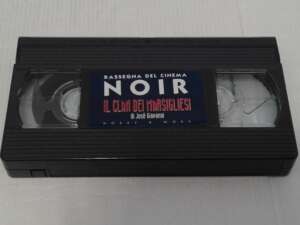 RASSEGNA DEL CINEMA
NOIR
IL CLAN DEI MARSIGLIESI
di José Giovanni